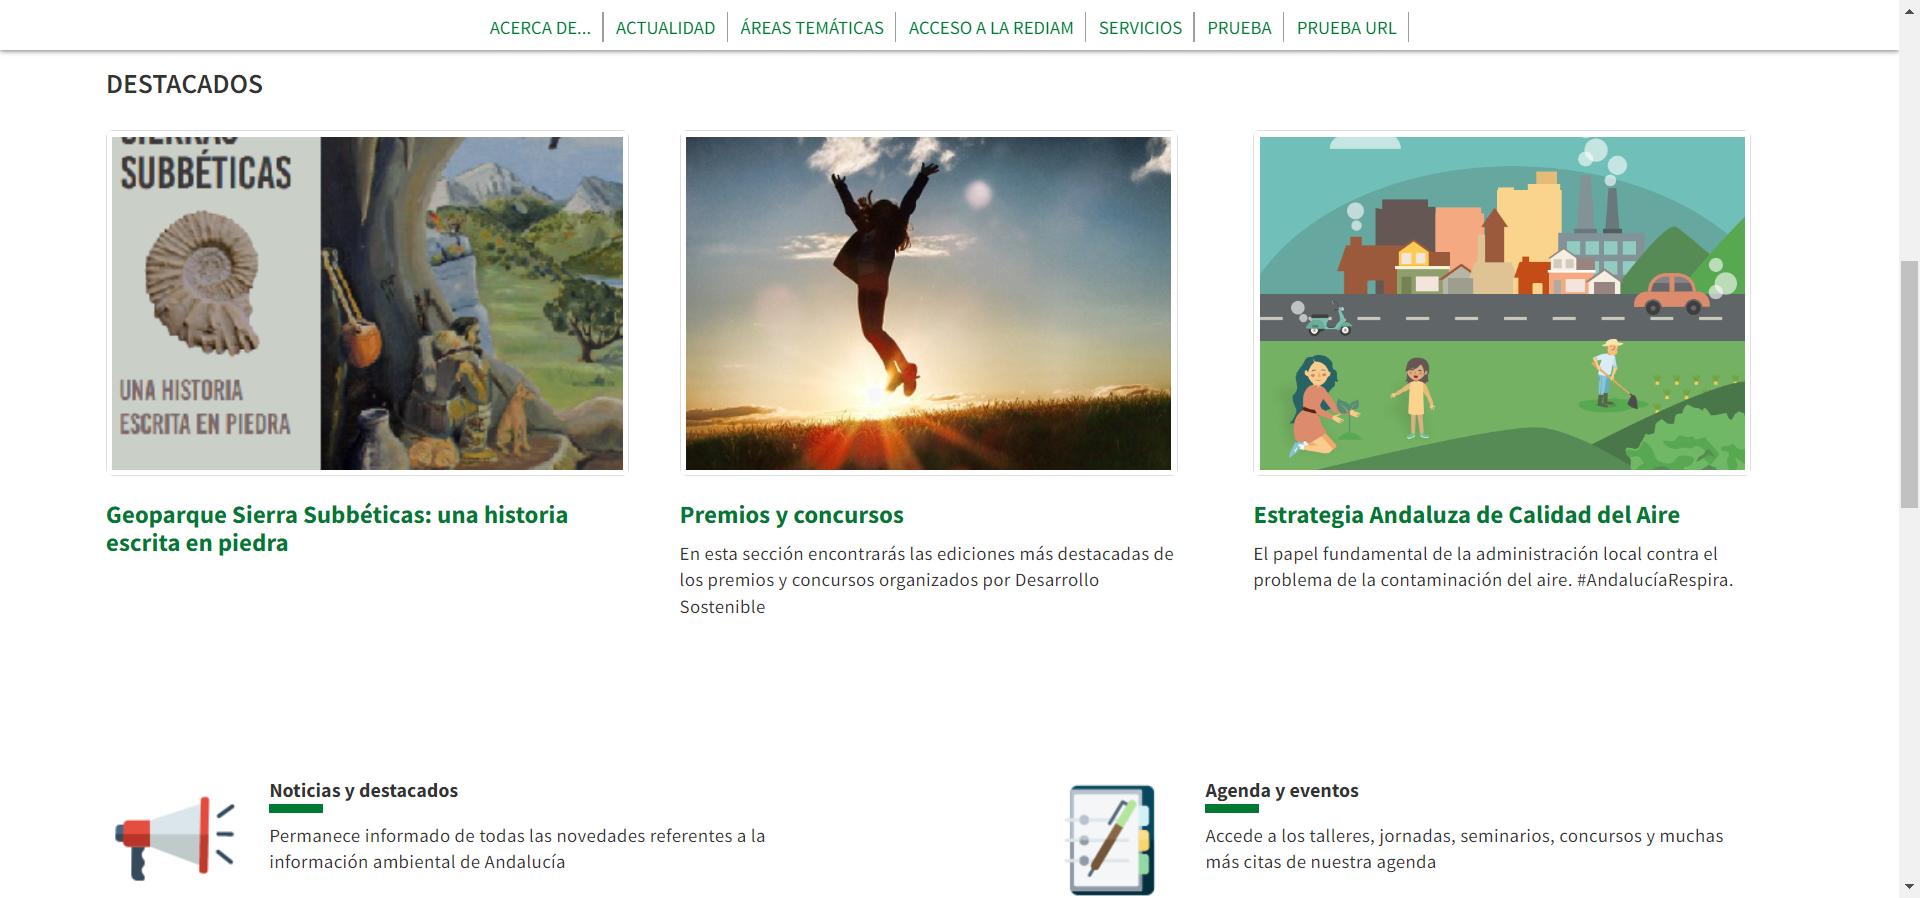 ACERCA DE... ACTUALIDAD ÁREAS TEMÁTICAS ACCESO A LA REDIAM SERVICIOS PRUEBA PRUEBA URL
DESTACADOS
SIERRAS
SUBBÉTICAS
UNA HISTORIA
ESCRITA EN PIEDRA
Geoparque Sierra Subbéticas: una historia
escrita en piedra
Premios y concursos
En esta sección encontrarás las ediciones más destacadas de
los premios y concursos organizados por Desarrollo
Sostenible
Estrategia Andaluza de Calidad del Aire
El papel fundamental de la administración local contra el
problema de la contaminación del aire. #AndalucíaRespira.
Noticias y destacados
Permanece informado de todas las novedades referentes a la
información ambiental de Andalucía
Agenda y eventos
Accede a los talleres, jornadas, seminarios, concursos y muchas
más citas de nuestra agenda